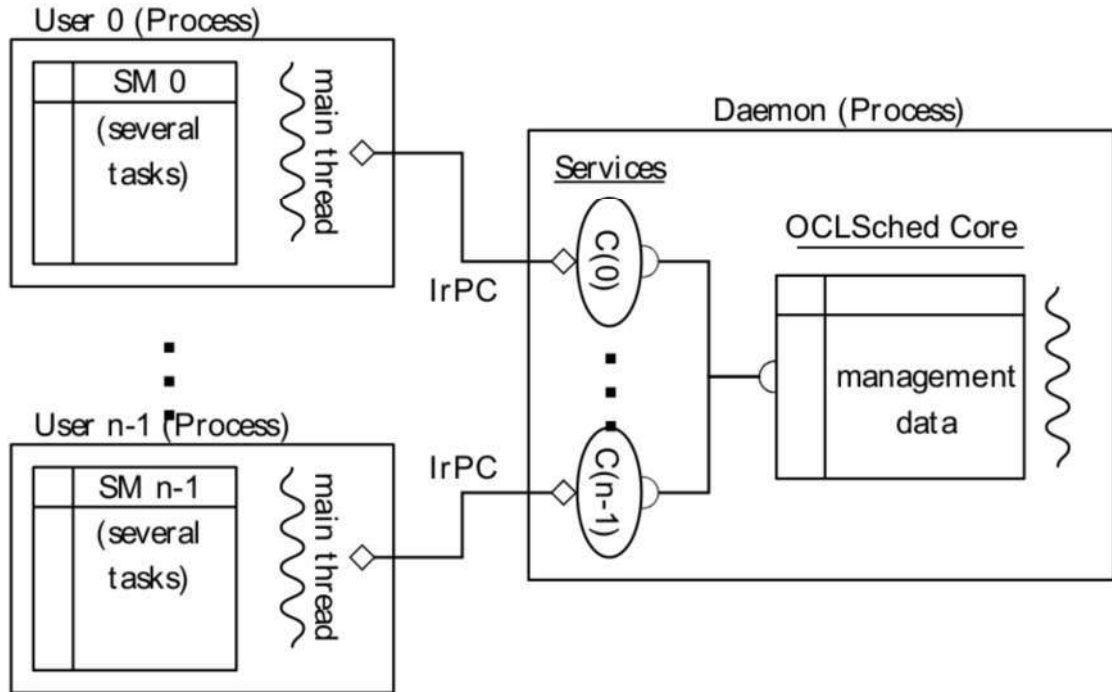 User 0 (Process)
SM 0
(several
tasks)
main thread
IrPC
User n-1 (Process)
SM n-1
(several
tasks)
main thread
IrPC
Daemon (Process)
Services
C(0)
C(n-1)
OCLSched Core
management
data